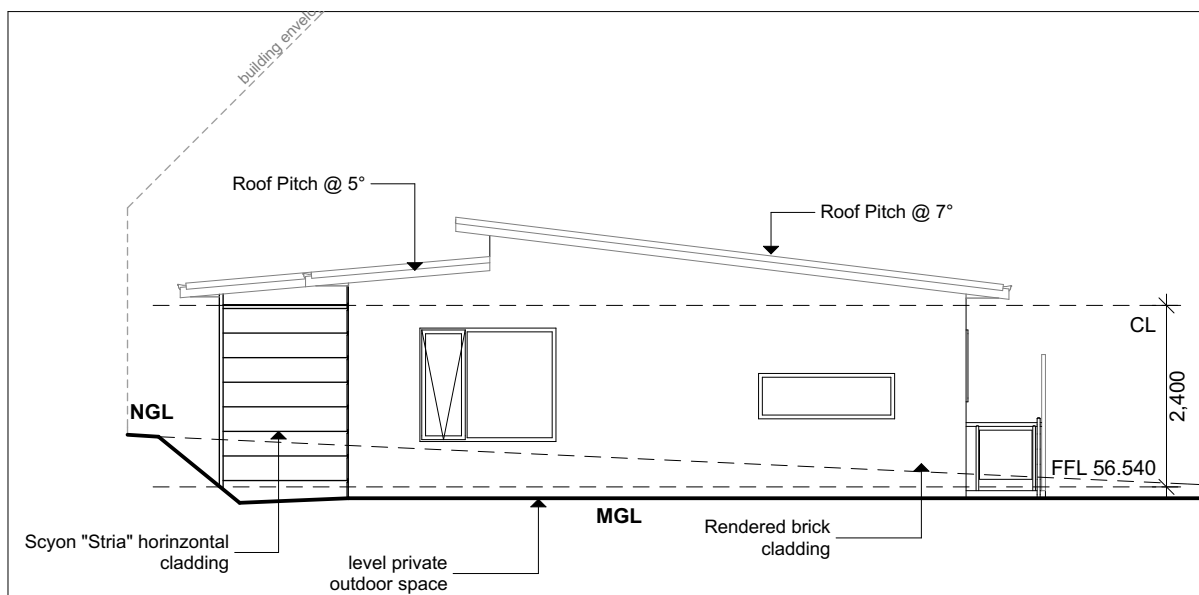 building envelo
Roof Pitch @ 5°
Roof Pitch @ 7°
CL
2,400
NGL
FFL 56.540
MGL
Scyon "Stria" horinzontal
cladding
level private
outdoor space
Rendered brick
cladding